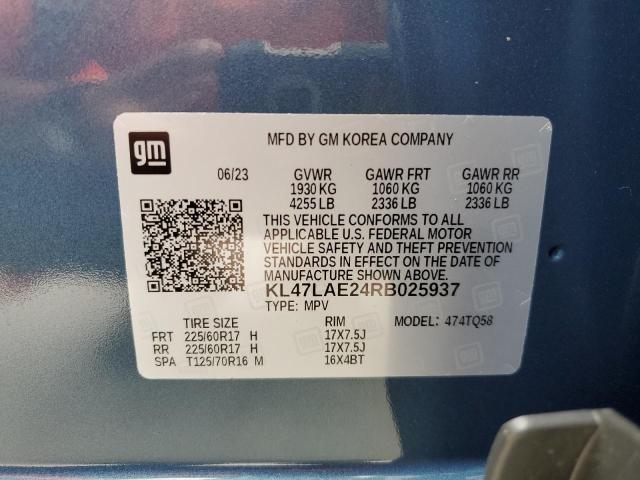 gm
MFD BY GM KOREA COMPANY
06/23 GVWR GAWR FRT GAWR RR
1930 KG 1060 KG 1060 KG
4255 LB 2336 LB 2336 LB
THIS VEHICLE CONFORMS TO ALL
APPLICABLE U.S. FEDERAL MOTOR
VEHICLE SAFETY AND THEFT PREVENTION
STANDARDS IN EFFECT ON THE DATE OF
MANUFACTURE SHOWN ABOVE.
KL47LAE24RB025937
TYPE: MPV
TIRE SIZE RIM MODEL: 474TQ58
FRT 225/60R17 H 17X7.5J
RR 225/60R17 H 17X7.5J
SPA T125/70R16 M 16X4BT